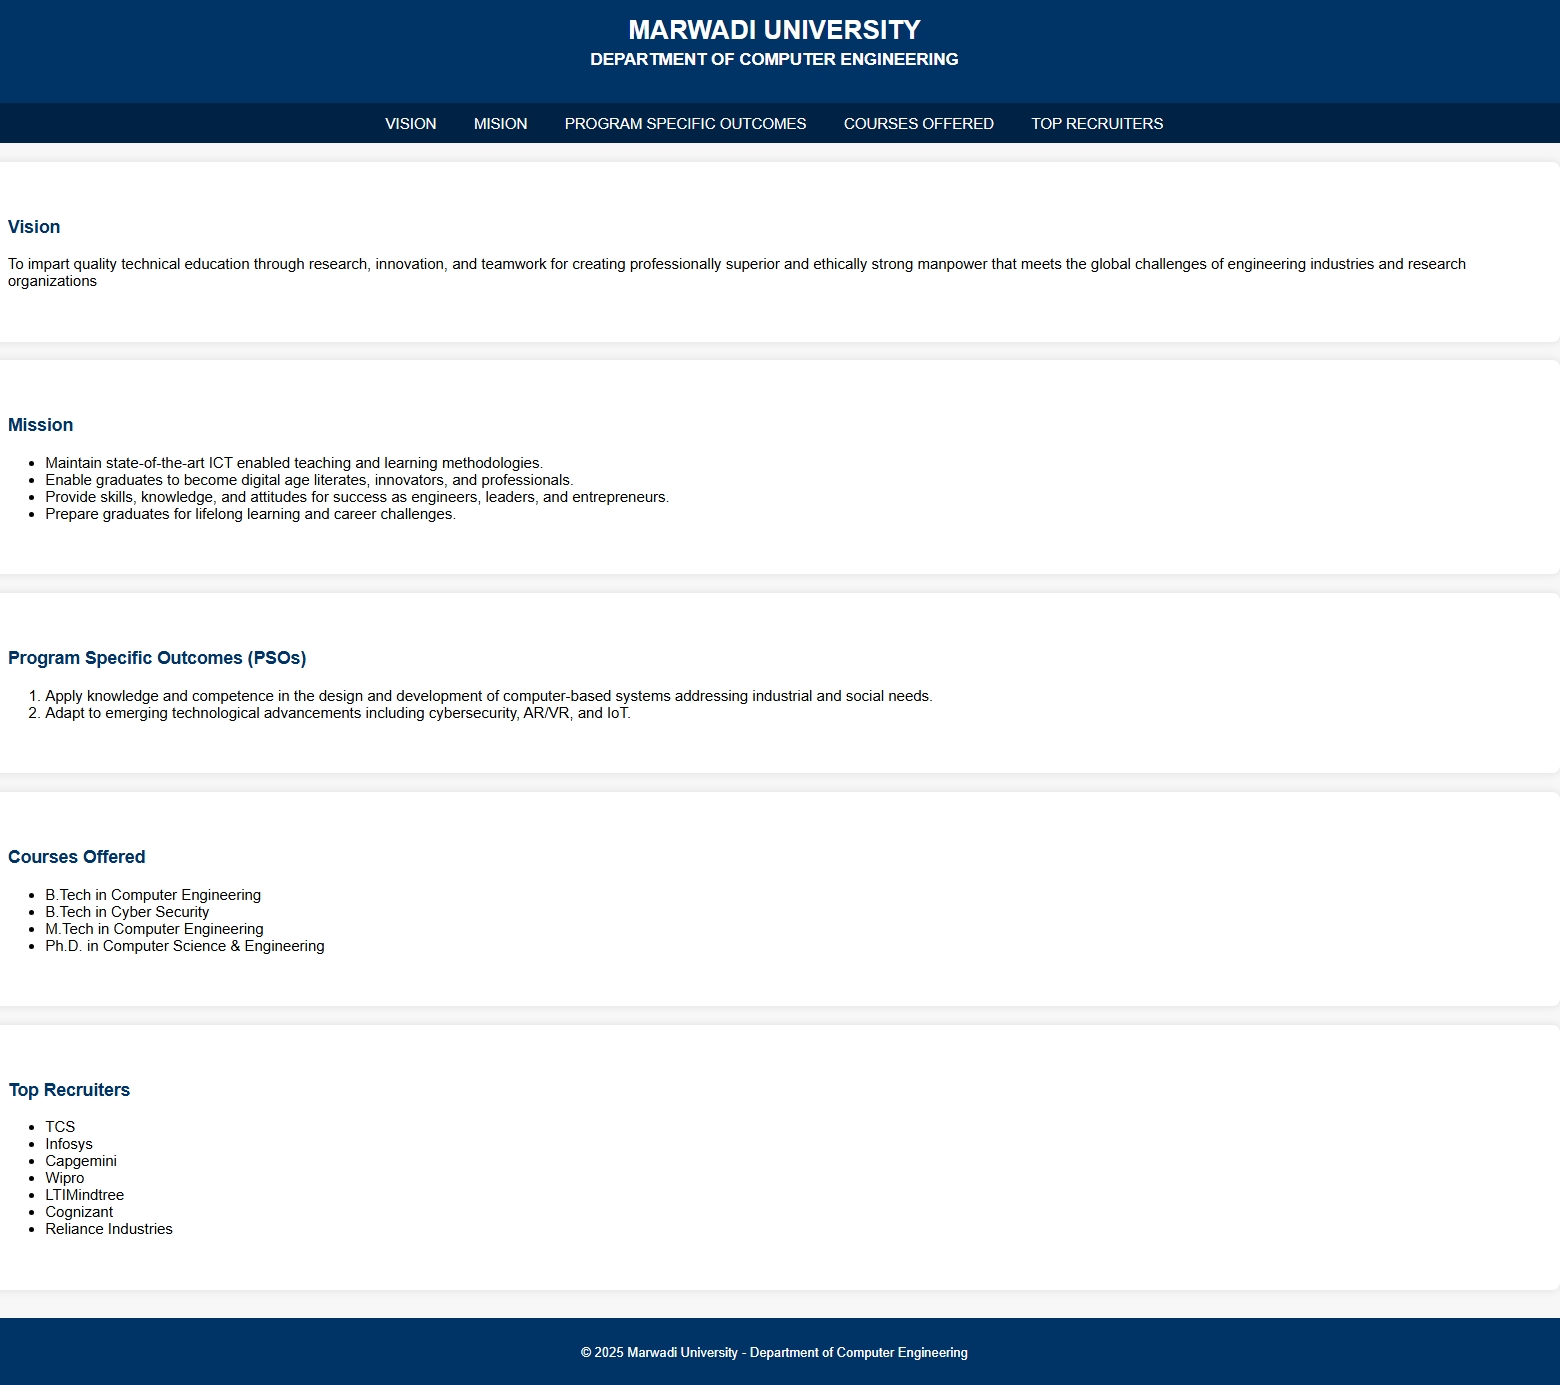 MARWADI UNIVERSITY
DEPARTMENT OF COMPUTER ENGINEERING
VISION MISION PROGRAM SPECIFIC OUTCOMES COURSES OFFERED TOP RECRUITERS
Vision
To impart quality technical education through research, innovation, and teamwork for creating professionally superior and ethically strong manpower that meets the global challenges of engineering industries and research
organizations
Mission
• Maintain state-of-the-art ICT enabled teaching and learning methodologies.
• Enable graduates to become digital age literates, innovators, and professionals.
• Provide skills, knowledge, and attitudes for success as engineers, leaders, and entrepreneurs.
• Prepare graduates for lifelong learning and career challenges.
Program Specific Outcomes (PSOs)
1. Apply knowledge and competence in the design and development of computer-based systems addressing industrial and social needs.
2. Adapt to emerging technological advancements including cybersecurity, AR/VR, and IoT.
Courses Offered
• B.Tech in Computer Engineering
• B.Tech in Cyber Security
• M.Tech in Computer Engineering
• Ph.D. in Computer Science & Engineering
Top Recruiters
• TCS
• Infosys
• Capgemini
• Wipro
• LTIMindtree
• Cognizant
• Reliance Industries
© 2025 Marwadi University - Department of Computer Engineering